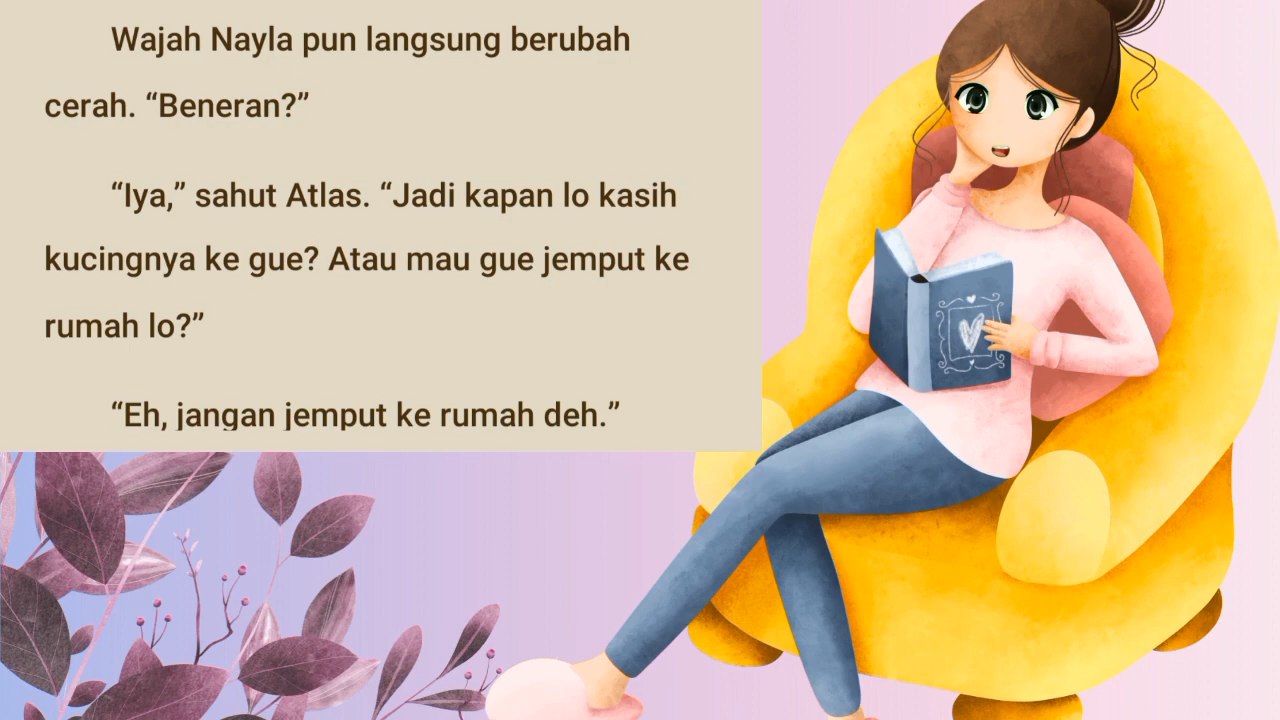 Wajah Nayla pun langsung berubah
cerah. “Beneran?”
“Iya,” sahut Atlas. “Jadi kapan lo kasih
kucingnya ke gue? Atau mau gue jemput ke
rumah lo?”
“Eh, jangan jemput ke rumah deh.”